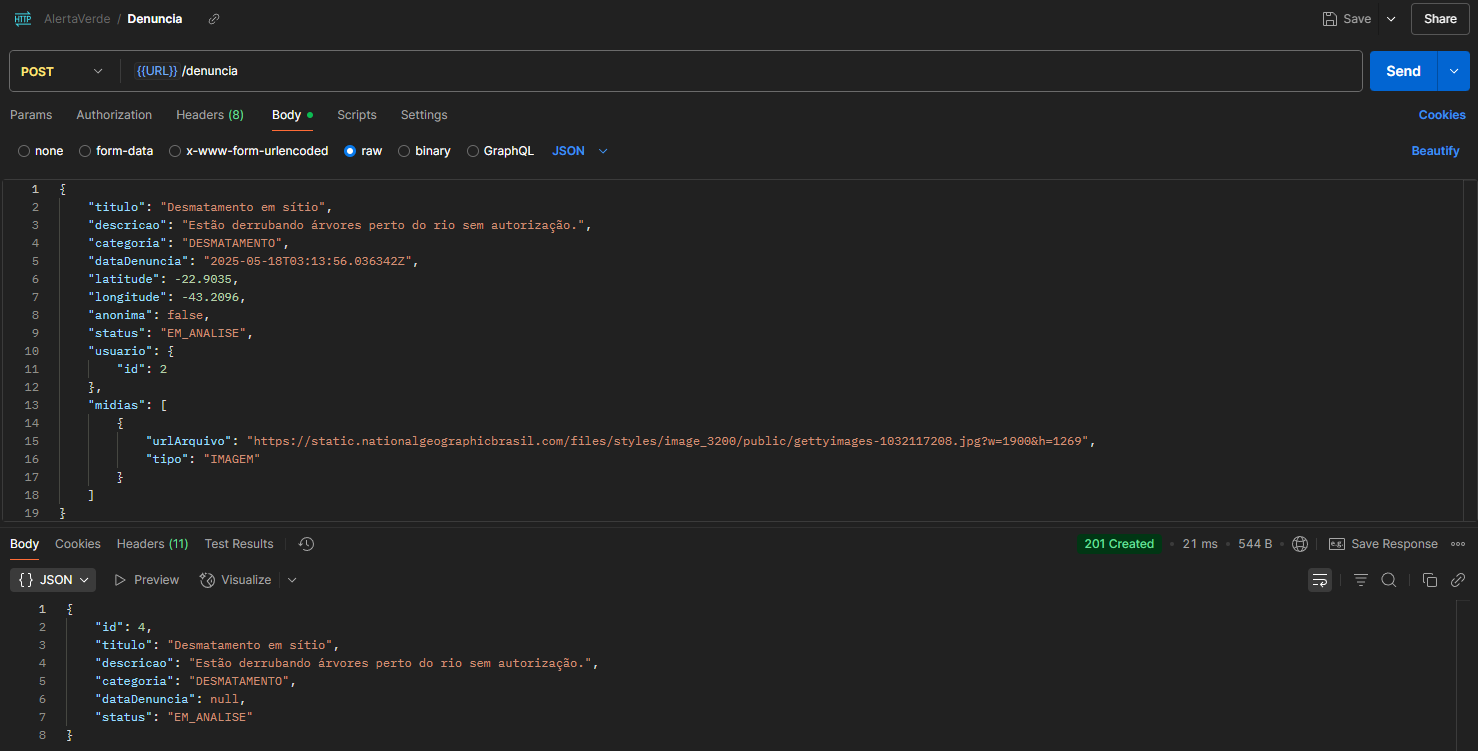 HTTP AlertaVerde / Denuncia Save Share
POST {{URL}} /denuncia Send
Params Authorization Headers (8) Body Scripts Settings Cookies
none form-data x-www-form-urlencoded raw binary GraphQL JSON Beautify
1 {
2 "titulo": "Desmatamento em sítio",
3 "descricao": "Estão derrubando árvores perto do rio sem autorização.",
4 "categoria": "DESMATAMENTO",
5 "dataDenuncia": "2025-05-18T03:13:56.036342Z",
6 "latitude": -22.9035,
7 "longitude": -43.2096,
8 "anonima": false,
9 "status": "EM_ANALISE",
10 "usuario": {
11 "id": 2
12 },
13 "midias": [
14 {
15 "urlArquivo": "https://static.nationalgeographicbrasil.com/files/styles/image_3200/public/gettyimages-1032117208.jpg?w=1900&h=1269",
16 "tipo": "IMAGEM"
17 }
18 ]
19 }
Body Cookies Headers (11) Test Results 201 Created • 21 ms • 544 B • e.g. Save Response
{} JSON Preview Visualize
1 {
2 "id": 4,
3 "titulo": "Desmatamento em sítio",
4 "descricao": "Estão derrubando árvores perto do rio sem autorização.",
5 "categoria": "DESMATAMENTO",
6 "dataDenuncia": null,
7 "status": "EM_ANALISE"
8 }